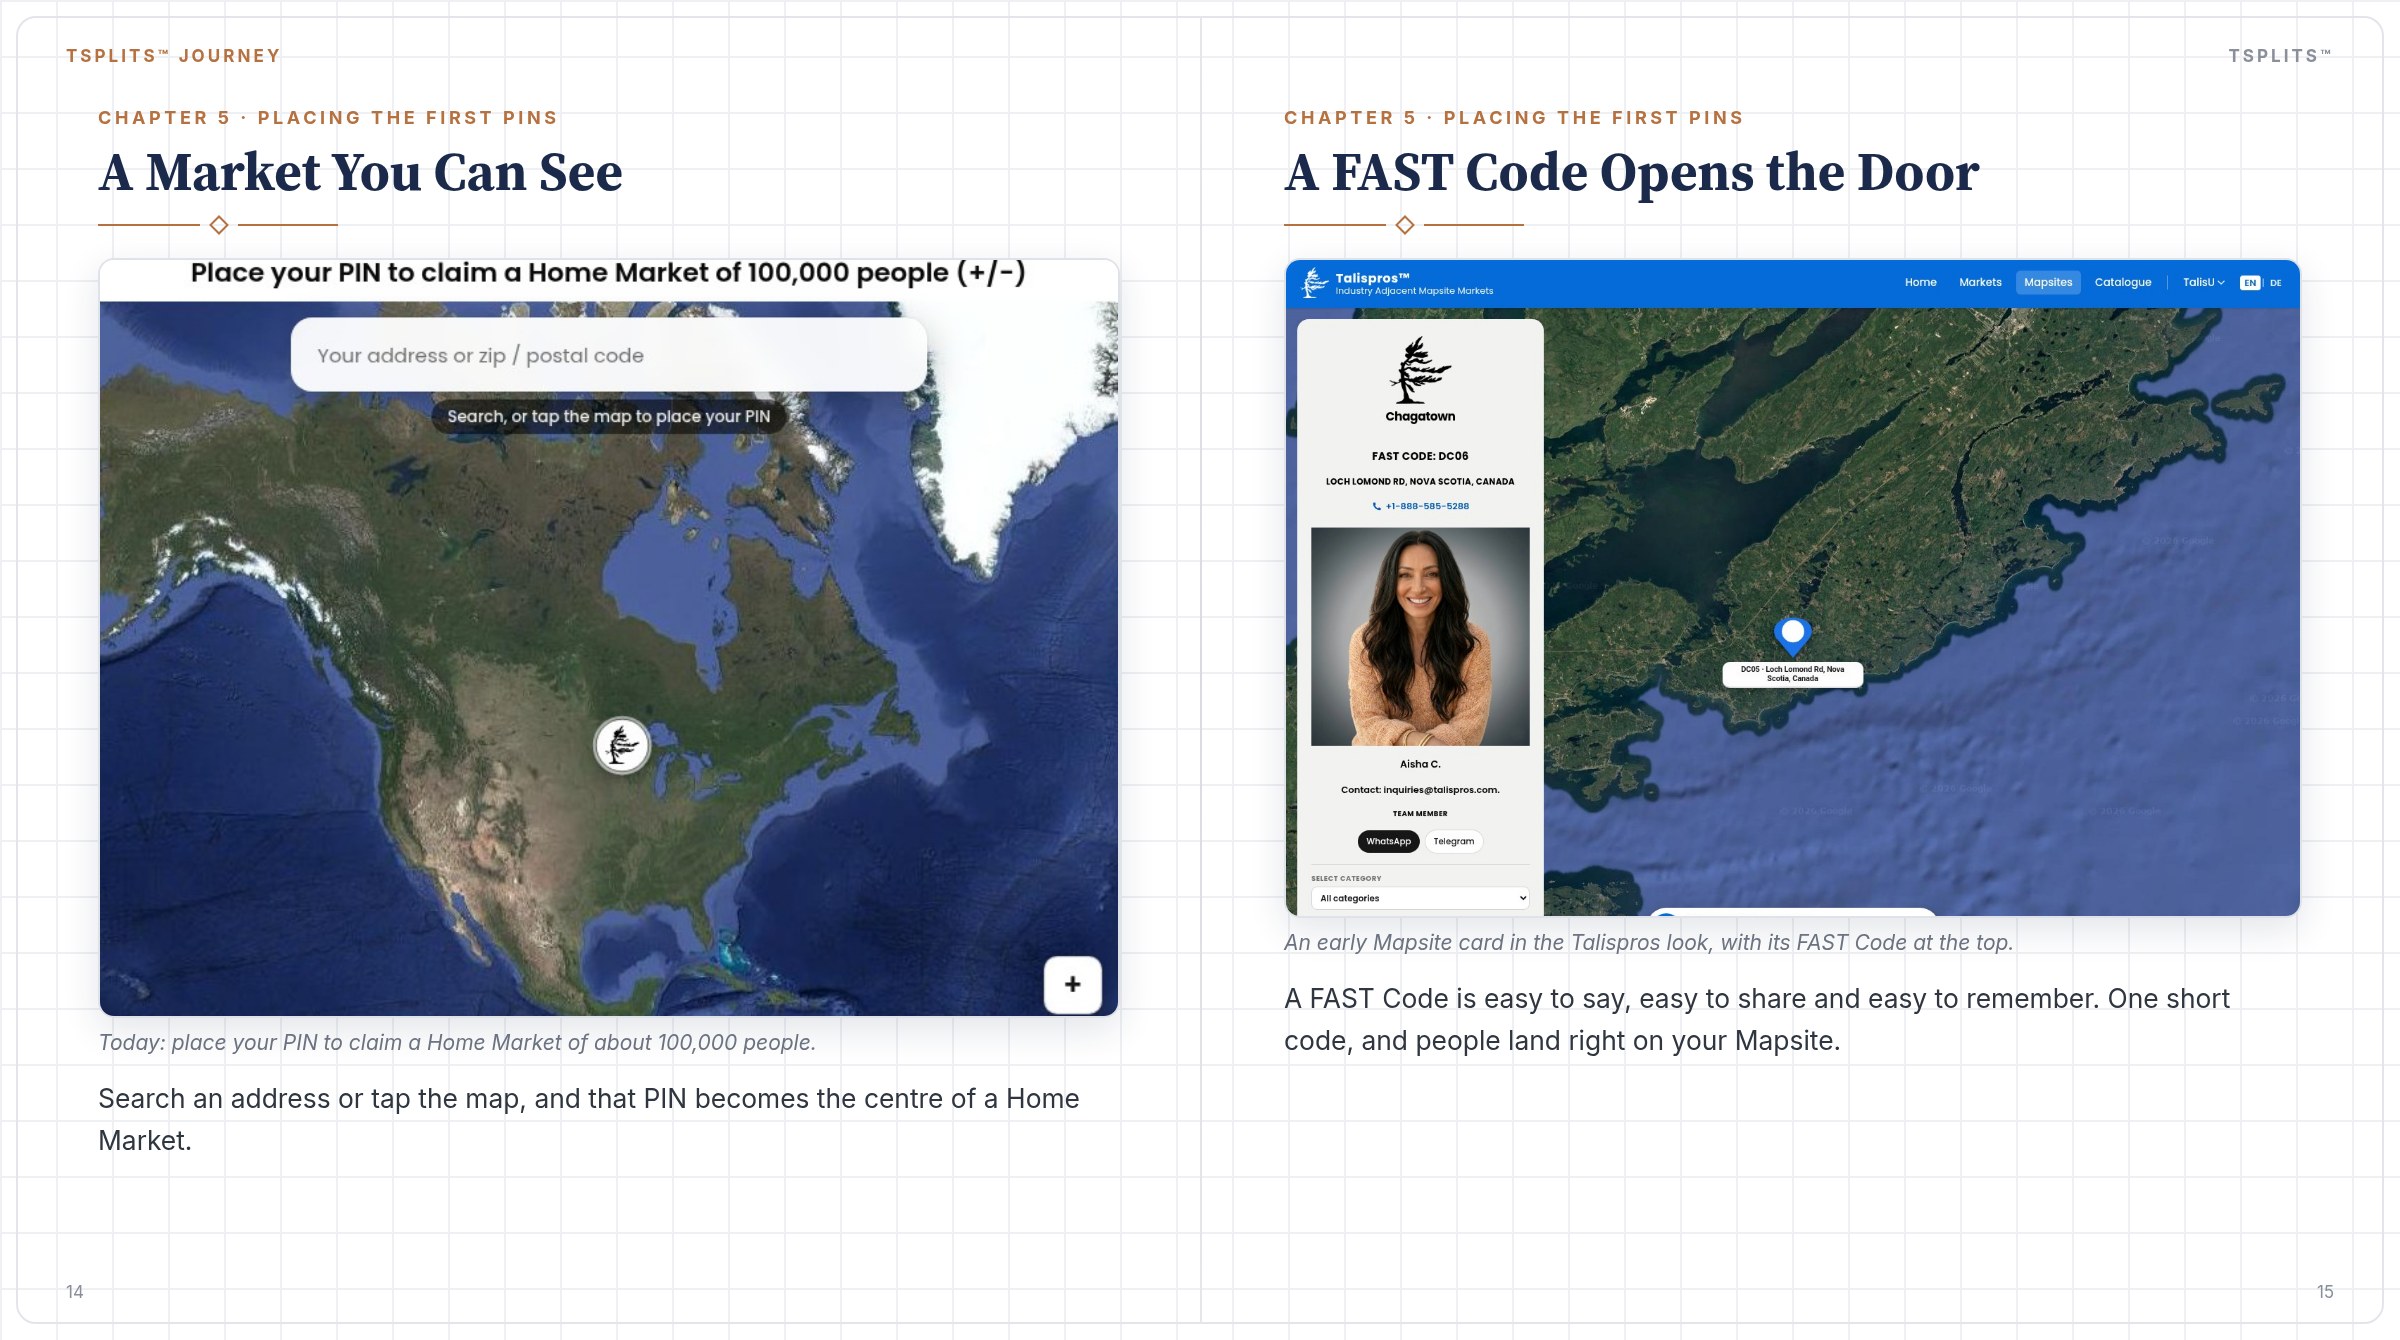 TSPLITS™ JOURNEY
CHAPTER 5 · PLACING THE FIRST PINS
A Market You Can See
Place your PIN to claim a Home Market of 100,000 people (+/-)
Your address or zip / postal code
Search, or tap the map to place your PIN
+
Today: place your PIN to claim a Home Market of about 100,000 people.
Search an address or tap the map, and that PIN becomes the centre of a Home
Market.
14
TSPLITS™
CHAPTER 5 · PLACING THE FIRST PINS
A FAST Code Opens the Door
Talispros™
Industry Adjacent Mapsite Markets
Home Markets Mapsites Catalogue TalisU EN DE
Chagatown
FAST CODE: DC06
LOCH LOMOND RD, NOVA SCOTIA, CANADA
+1-888-585-5288
Aisha C.
Contact: inquiries@talispros.com.
TEAM MEMBER
WhatsApp Telegram
SELECT CATEGORY
All categories
DC05 - Loch Lomond Rd, Nova
Scotia, Canada
© 2026 Google
© 2026 Google
© 2026 Google
© 2026 Google
An early Mapsite card in the Talispros look, with its FAST Code at the top.
A FAST Code is easy to say, easy to share and easy to remember. One short
code, and people land right on your Mapsite.
15